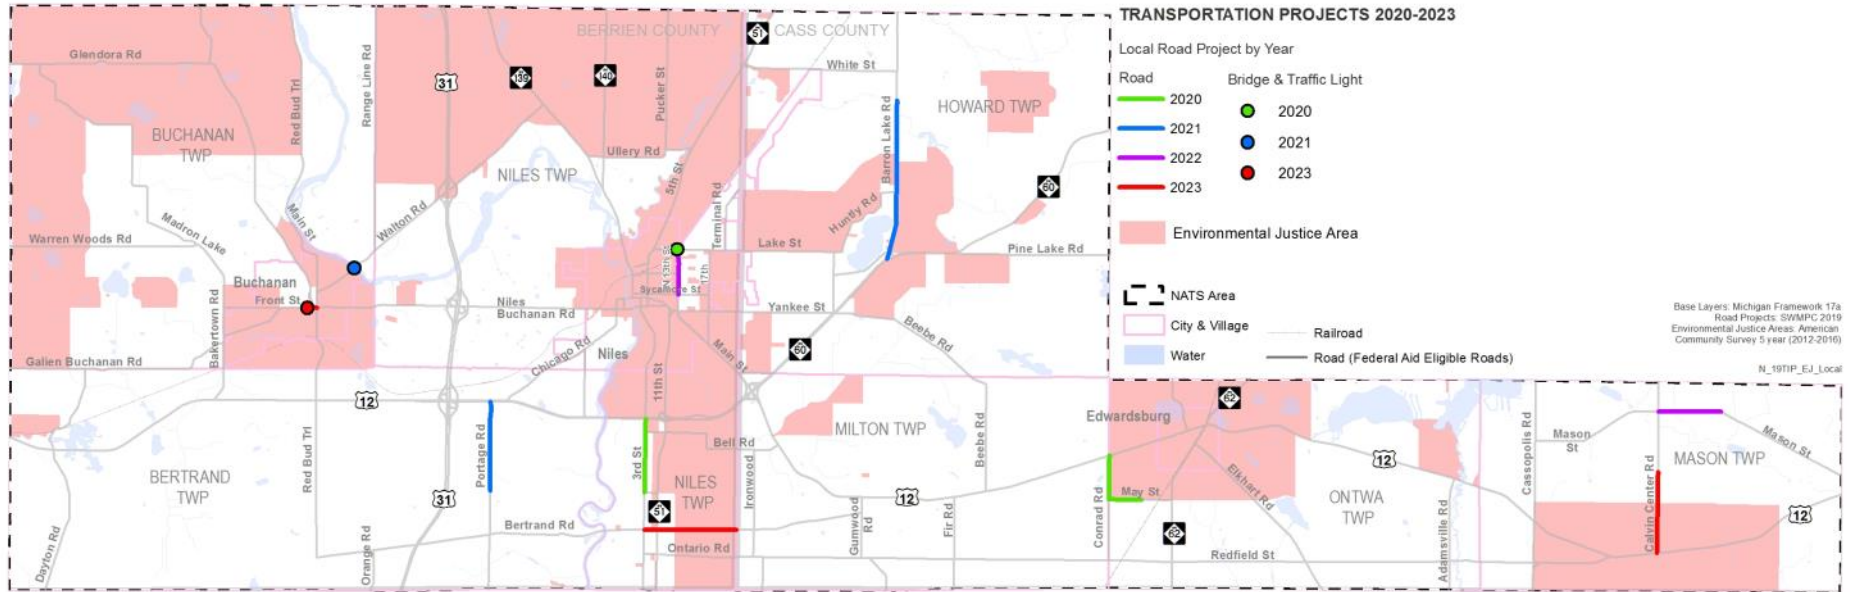 TRANSPORTATION PROJECTS 2020-2023
Local Road Project by Year
Road
Bridge & Traffic Light
2020
2020
2021
2021
2022
2023
2023
Environmental Justice Area
NATS Area
City & Village
Railroad
Water
Road (Federal Aid Eligible Roads)
Base Layers: Michigan Framework 17a
Road Projects: SWMPC 2019
Environmental Justice Areas: American
Community Survey 5 year (2012-2016)
N_19TIP_EJ_Local
BERRIEN COUNTY
CASS COUNTY
51
Glendora Rd
Red Bud Trl
Range Line Rd
31
139
140
Pucker St
White St
HOWARD TWP
Barron Lake Rd
BUCHANAN
TWP
NILES TWP
Ullery Rd
5th St
60
Madron Lake
Main St
Walton Rd
Terminal Rd
Huntly Rd
Warren Woods Rd
Lake St
Pine Lake Rd
N 13th St
17th
Buchanan
Front St
Sycamore St
Niles
Buchanan Rd
Yankee St
Beebe Rd
Bakertown Rd
Galien Buchanan Rd
Chicago Rd
Niles
Main St
60
11th St
12
62
Edwardsburg
Portage Rd
3rd St
Bell Rd
MILTON TWP
Beebe Rd
Cassopolis Rd
Mason
St
Mason St
MASON TWP
BERTRAND
TWP
Red Bud Trl
31
NILES
TWP
Ironwood
12
12
Elkhart Rd
May St
ONTWA
TWP
Calvin Center Rd
12
51
Bertrand Rd
Gumwood
Rd
Fir Rd
Conrad Rd
62
Adamsville Rd
Dayton Rd
Orange Rd
Ontario Rd
Redfield St